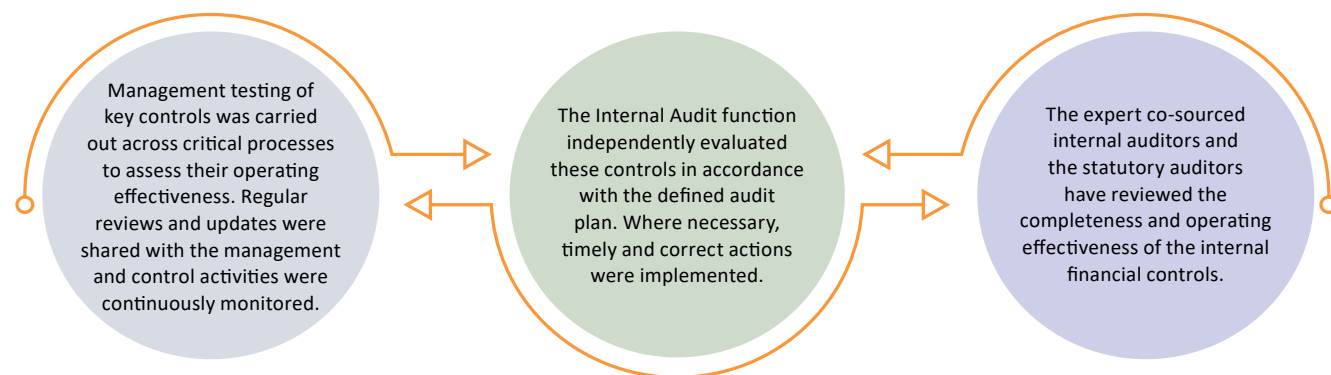 Management testing of
key controls was carried
out across critical processes
to assess their operating
effectiveness. Regular
reviews and updates were
shared with the management
and control activities were
continuously monitored.
The Internal Audit function
independently evaluated
these controls in accordance
with the defined audit
plan. Where necessary,
timely and correct actions
were implemented.
The expert co-sourced
internal auditors and
the statutory auditors
have reviewed the
completeness and operating
effectiveness of the internal
financial controls.